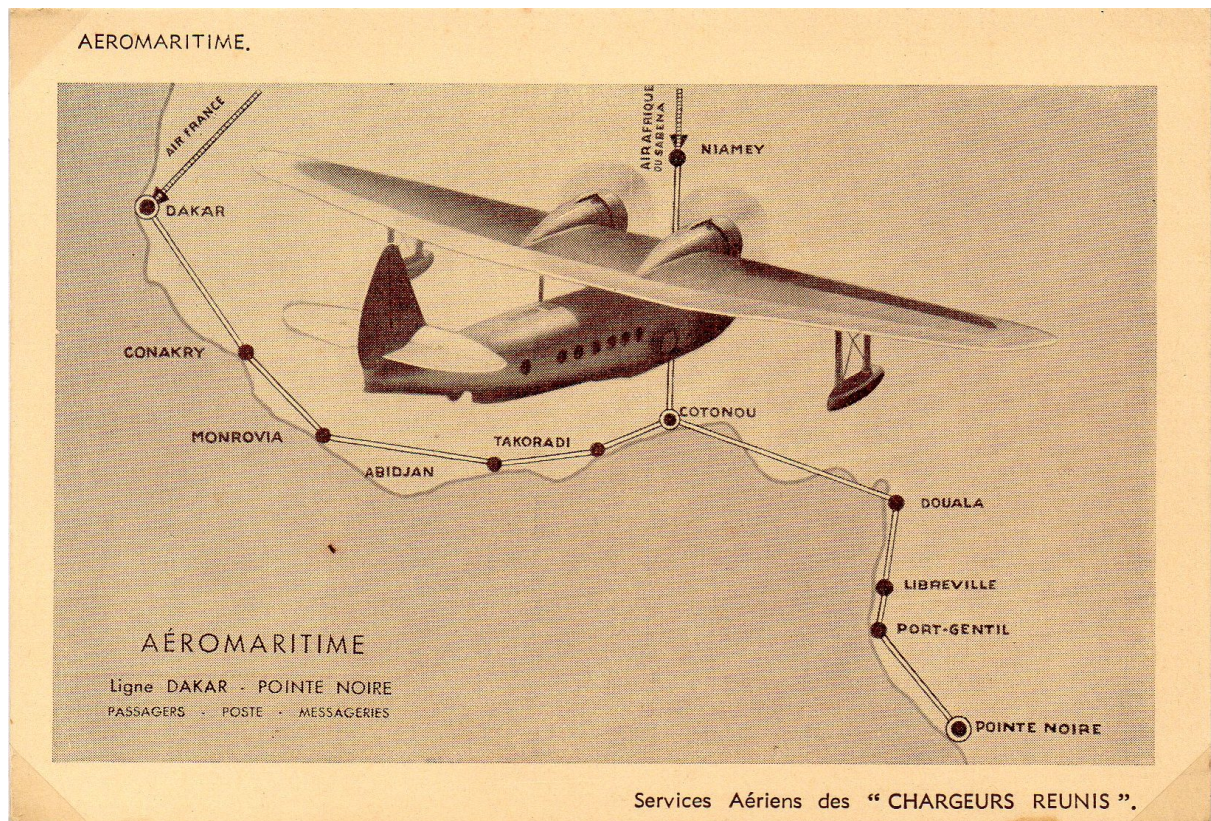 AEROMARITIME.
AIR FRANCE
AIR AFRIQUE
OU SABENA
NIAMEY
DAKAR
CONAKRY
COTONOU
MONROVIA
TAKORADI
ABIDJAN
DOUALA
LIBREVILLE
PORT-GENTIL
AÉROMARITIME
Ligne DAKAR - POINTE NOIRE
PASSAGERS - POSTE - MESSAGERIES
POINTE NOIRE
Services Aériens des “ CHARGEURS REUNIS ”.